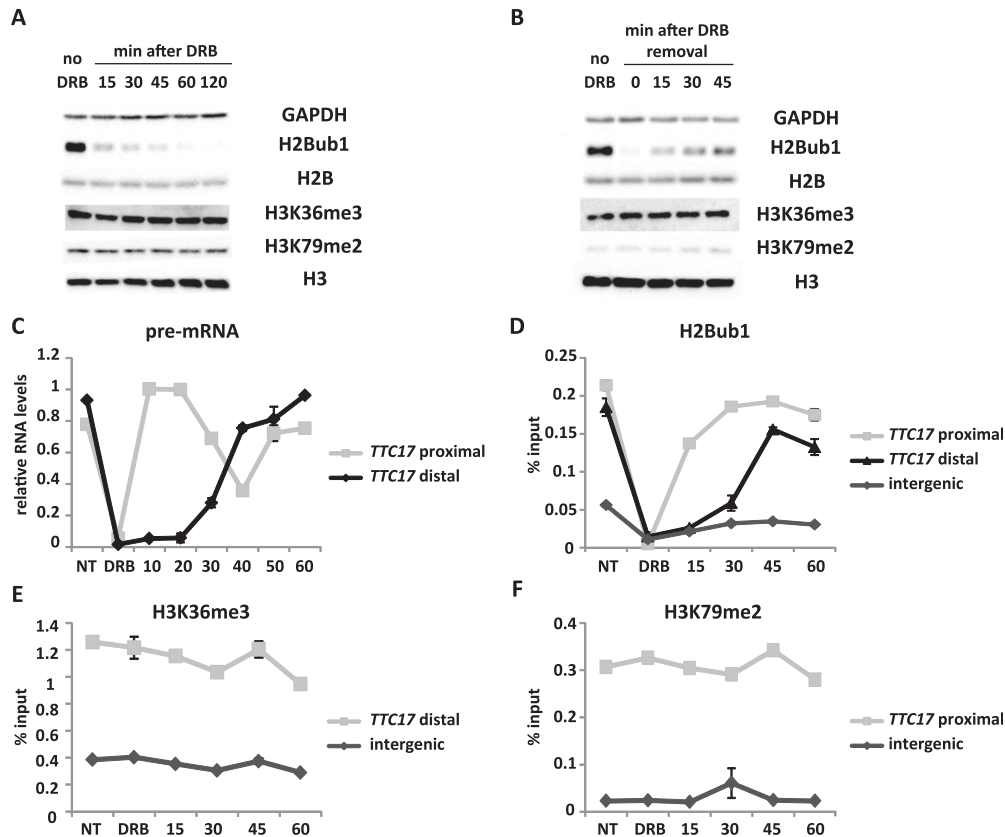 A
no
DRB
min after DRB
15 30 45 60 120
GAPDH
H2Bub1
H2B
H3K36me3
H3K79me2
H3
B
no
DRB
min after DRB
removal
0 15 30 45
GAPDH
H2Bub1
H2B
H3K36me3
H3K79me2
H3
C
pre-mRNA
relative RNA levels
1.2
1
0.8
0.6
0.4
0.2
0
NT DRB 10 20 30 40 50 60
TTC17 proximal
TTC17 distal
D
H2Bub1
% input
0.25
0.2
0.15
0.1
0.05
0
NT DRB 15 30 45 60
TTC17 proximal
TTC17 distal
intergenic
E
H3K36me3
% input
1.4
1.2
1
0.8
0.6
0.4
0.2
0
NT DRB 15 30 45 60
TTC17 distal
intergenic
F
H3K79me2
% input
0.4
0.3
0.2
0.1
0
NT DRB 15 30 45 60
TTC17 proximal
intergenic